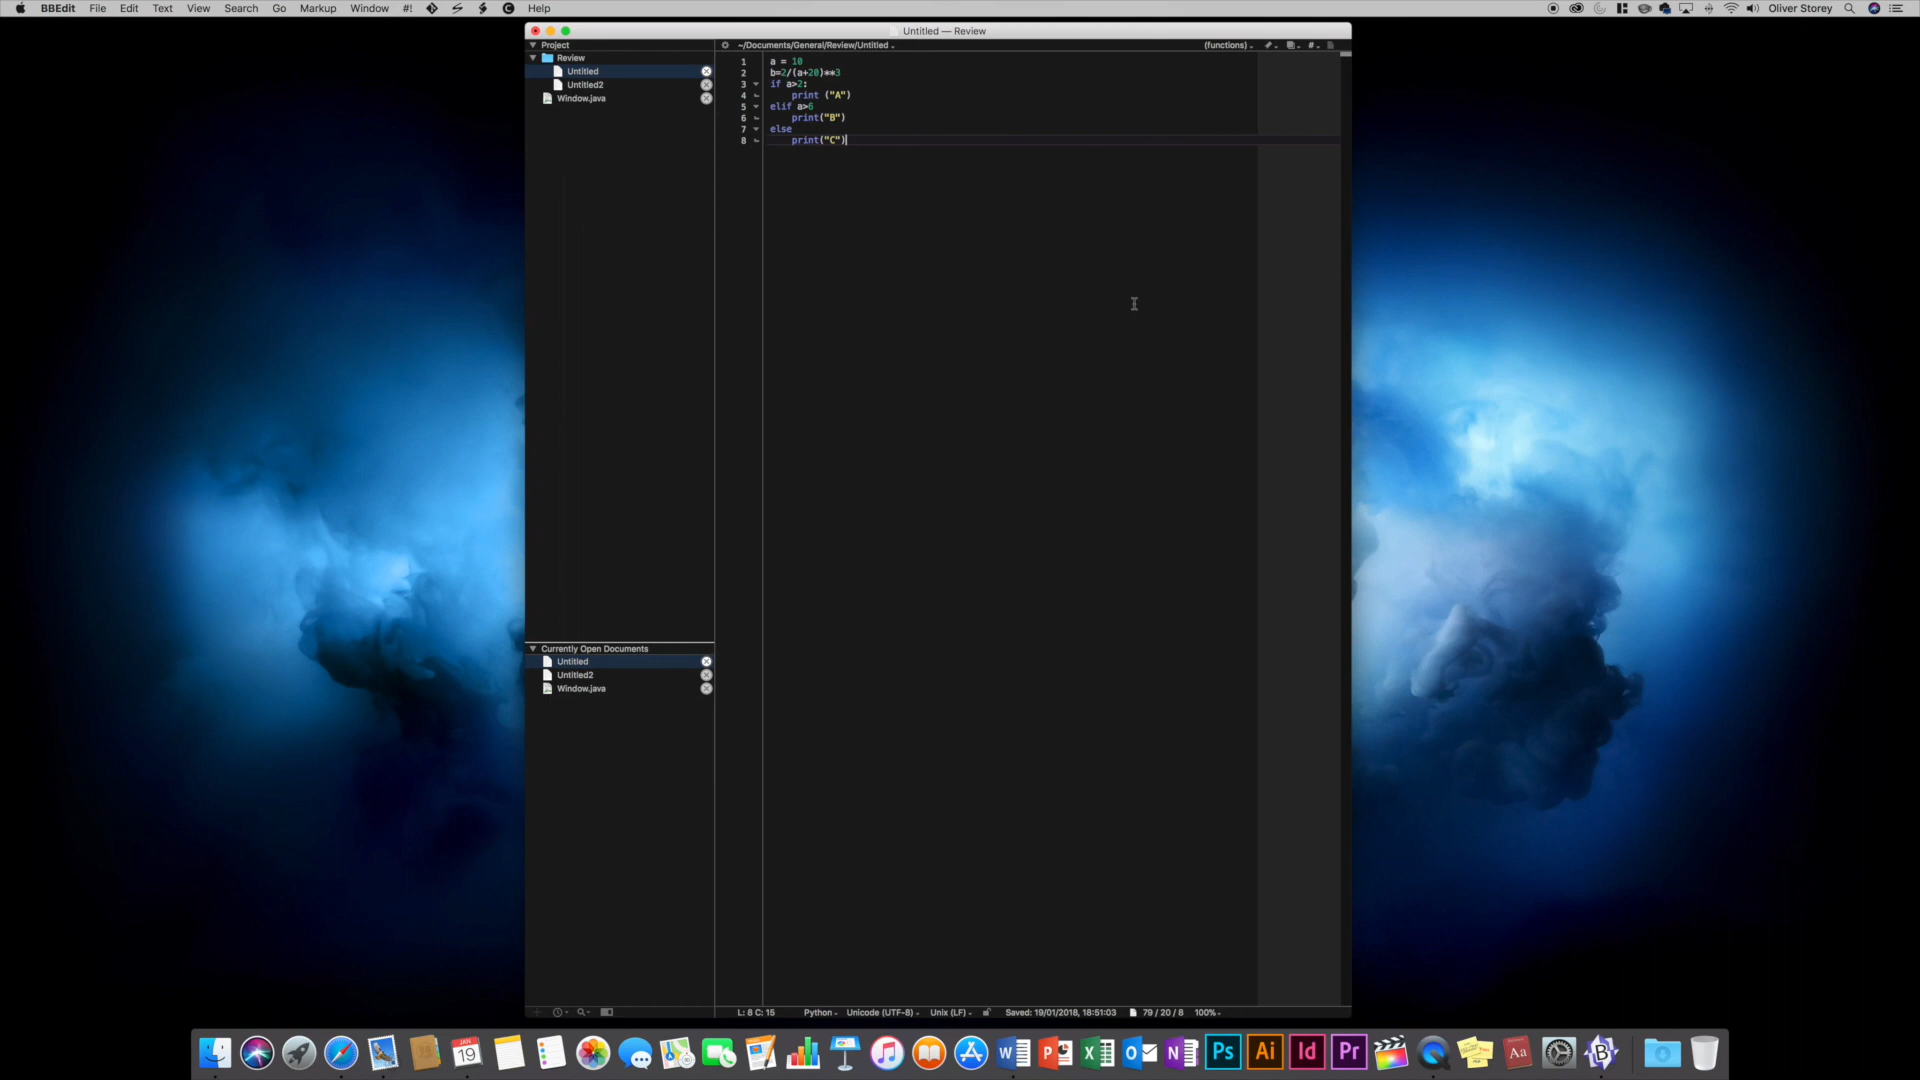 BBEdit File Edit Text View Search Go Markup Window #! Help Oliver Storey
Untitled — Review
Project
Review
Untitled
Untitled2
Window.java
~/Documents/General/Review/Untitled
(functions)
#
1 a = 10
2 b=2/(a+20)**3
3 if a>2:
4 print ("A")
5 elif a>6
6 print("B")
7 else
8 print("C")
Currently Open Documents
Untitled
Untitled2
Window.java
L: 8 C: 15 Python Unicode (UTF-8) Unix (LF) Saved: 19/01/2018, 18:51:03 79 / 20 / 8 100%
JAN
19
W P X O N Ps Ai Id Pr Aa B